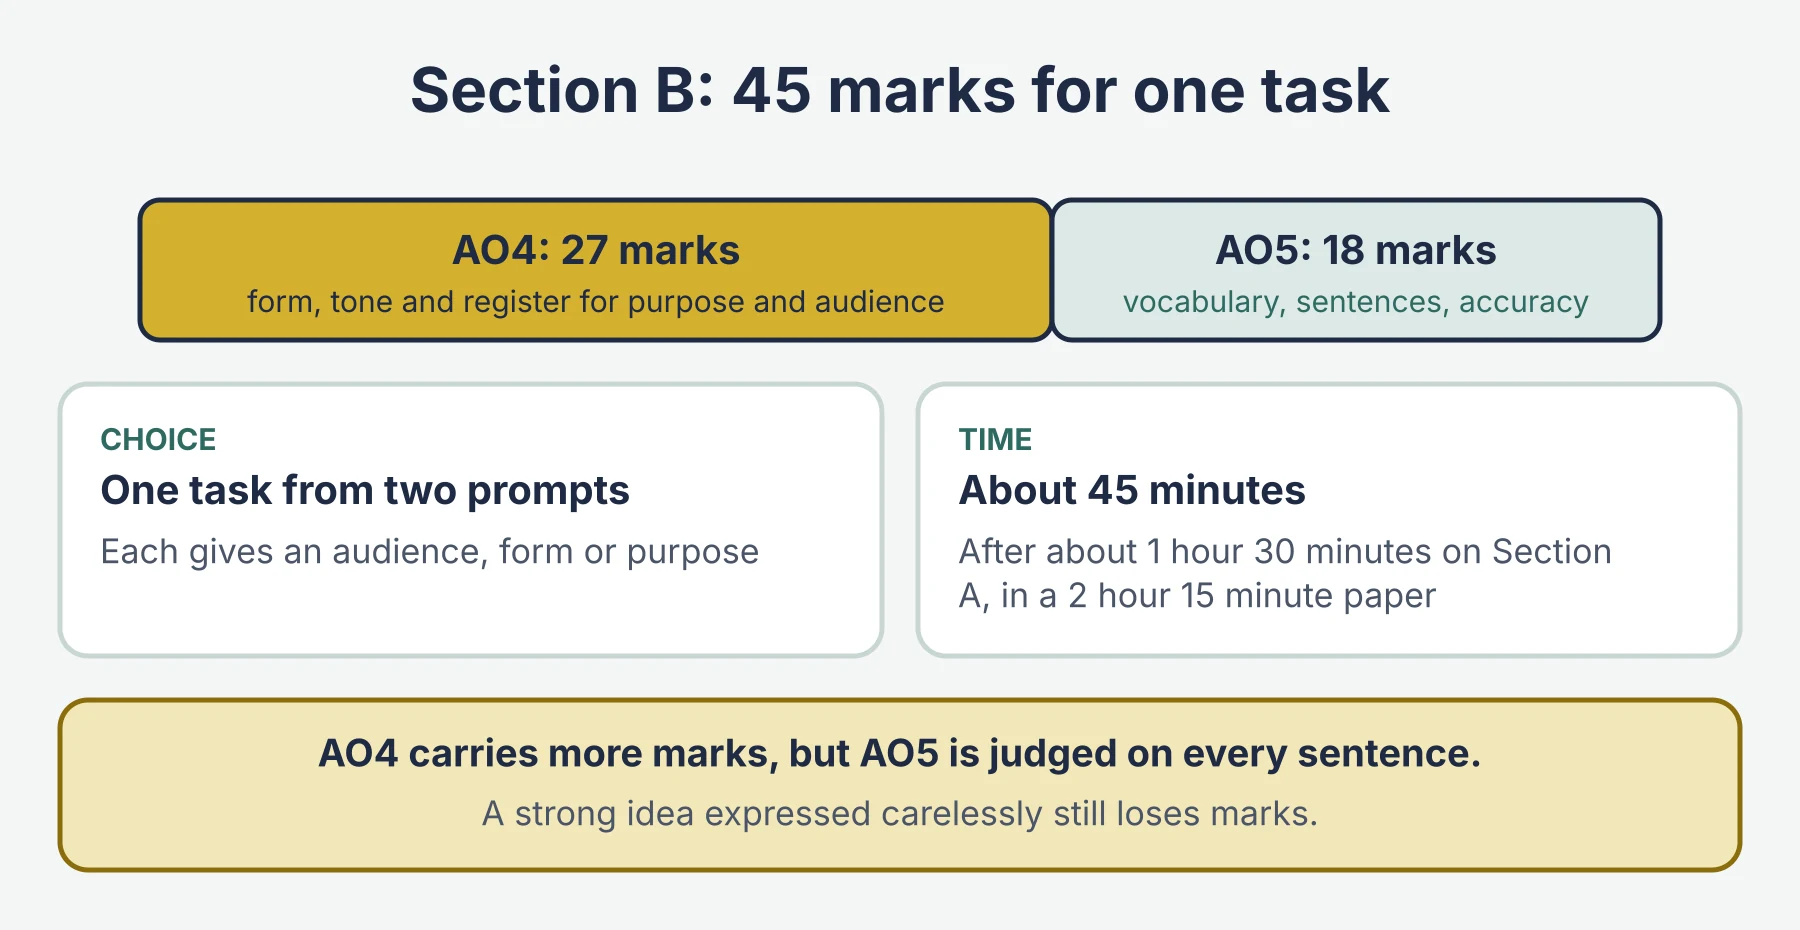 Section B: 45 marks for one task
AO4: 27 marks
form, tone and register for purpose and audience
AO5: 18 marks
vocabulary, sentences, accuracy
CHOICE
One task from two prompts
Each gives an audience, form or purpose
TIME
About 45 minutes
After about 1 hour 30 minutes on Section
A, in a 2 hour 15 minute paper
AO4 carries more marks, but AO5 is judged on every sentence.
A strong idea expressed carelessly still loses marks.